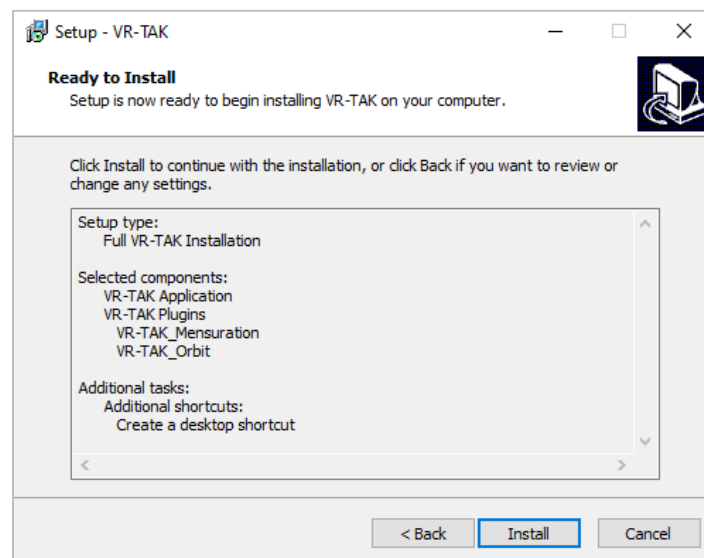 Setup - VR-TAK
Ready to Install
Setup is now ready to begin installing VR-TAK on your computer.
Click Install to continue with the installation, or click Back if you want to review or
change any settings.
Setup type:
Full VR-TAK Installation
Selected components:
VR-TAK Application
VR-TAK Plugins
VR-TAK_Mensuration
VR-TAK_Orbit
Additional tasks:
Additional shortcuts:
Create a desktop shortcut
< Back Install Cancel